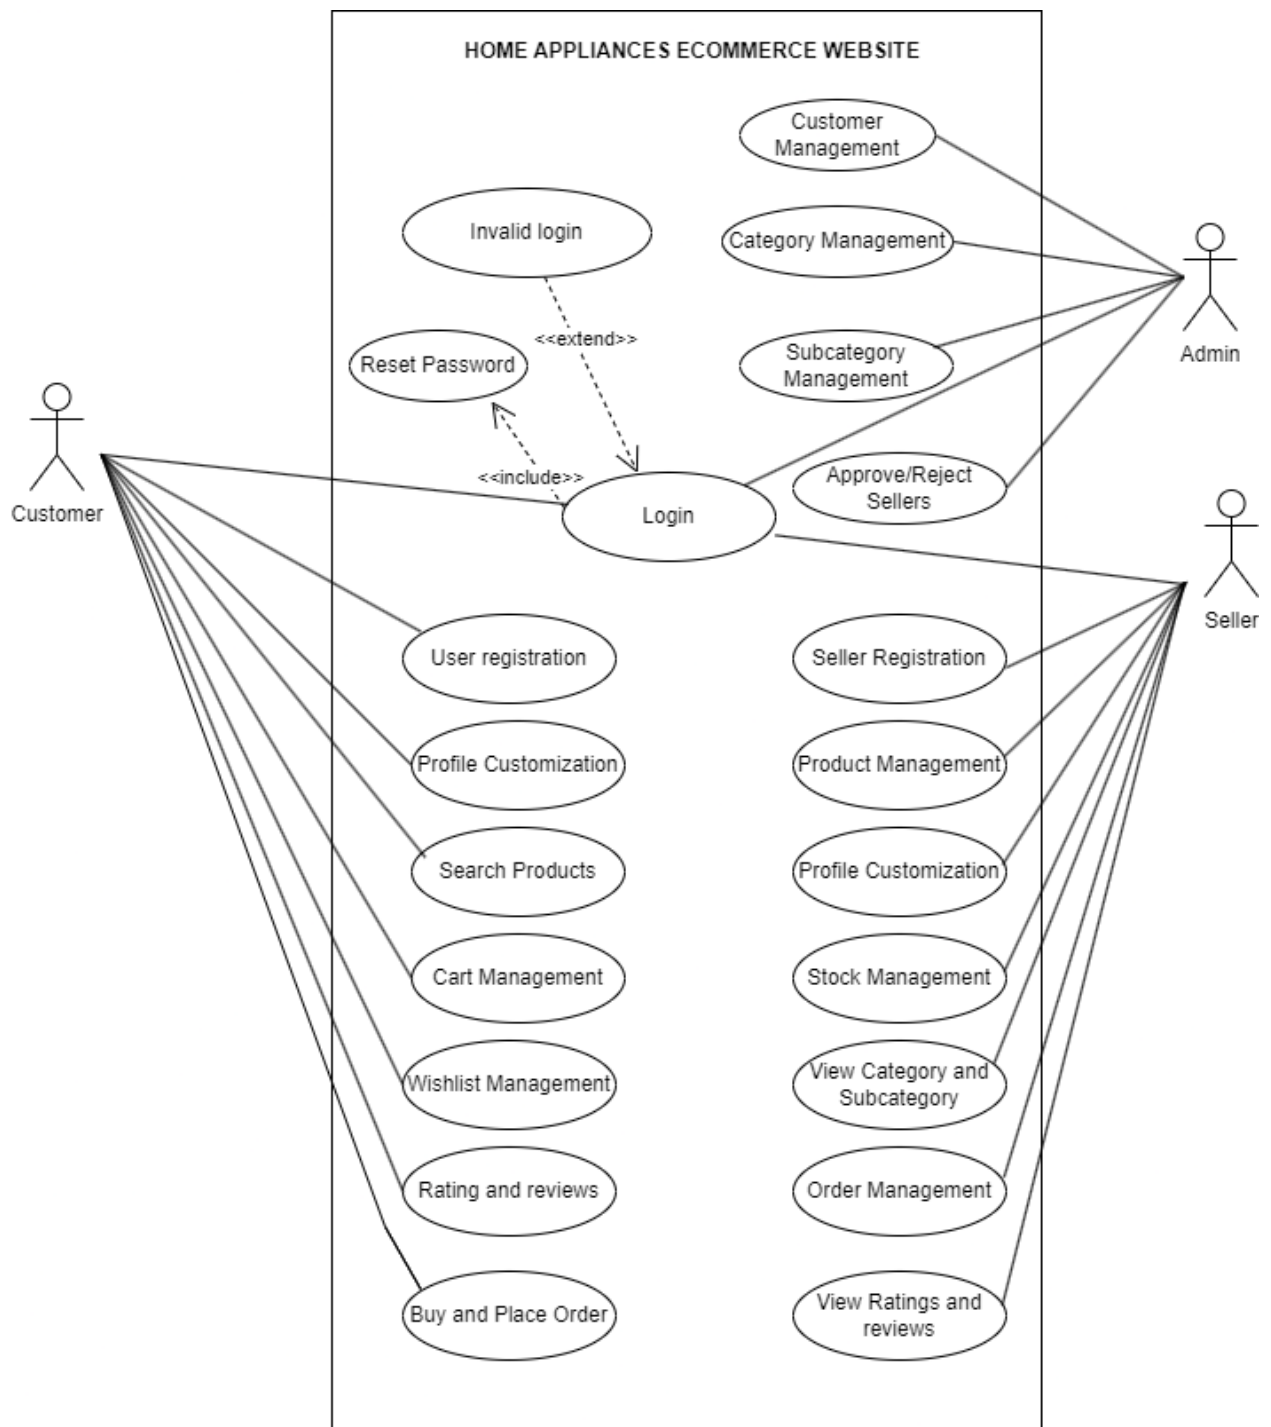 HOME APPLIANCES ECOMMERCE WEBSITE
Customer
Management
Invalid login
Category Management
<<extend>>
Reset Password
Subcategory
Management
Admin
<<include>>
Customer
Login
Approve/Reject
Sellers
Seller
User registration
Seller Registration
Profile Customization
Product Management
Search Products
Profile Customization
Cart Management
Stock Management
Wishlist Management
View Category and
Subcategory
Rating and reviews
Order Management
Buy and Place Order
View Ratings and
reviews